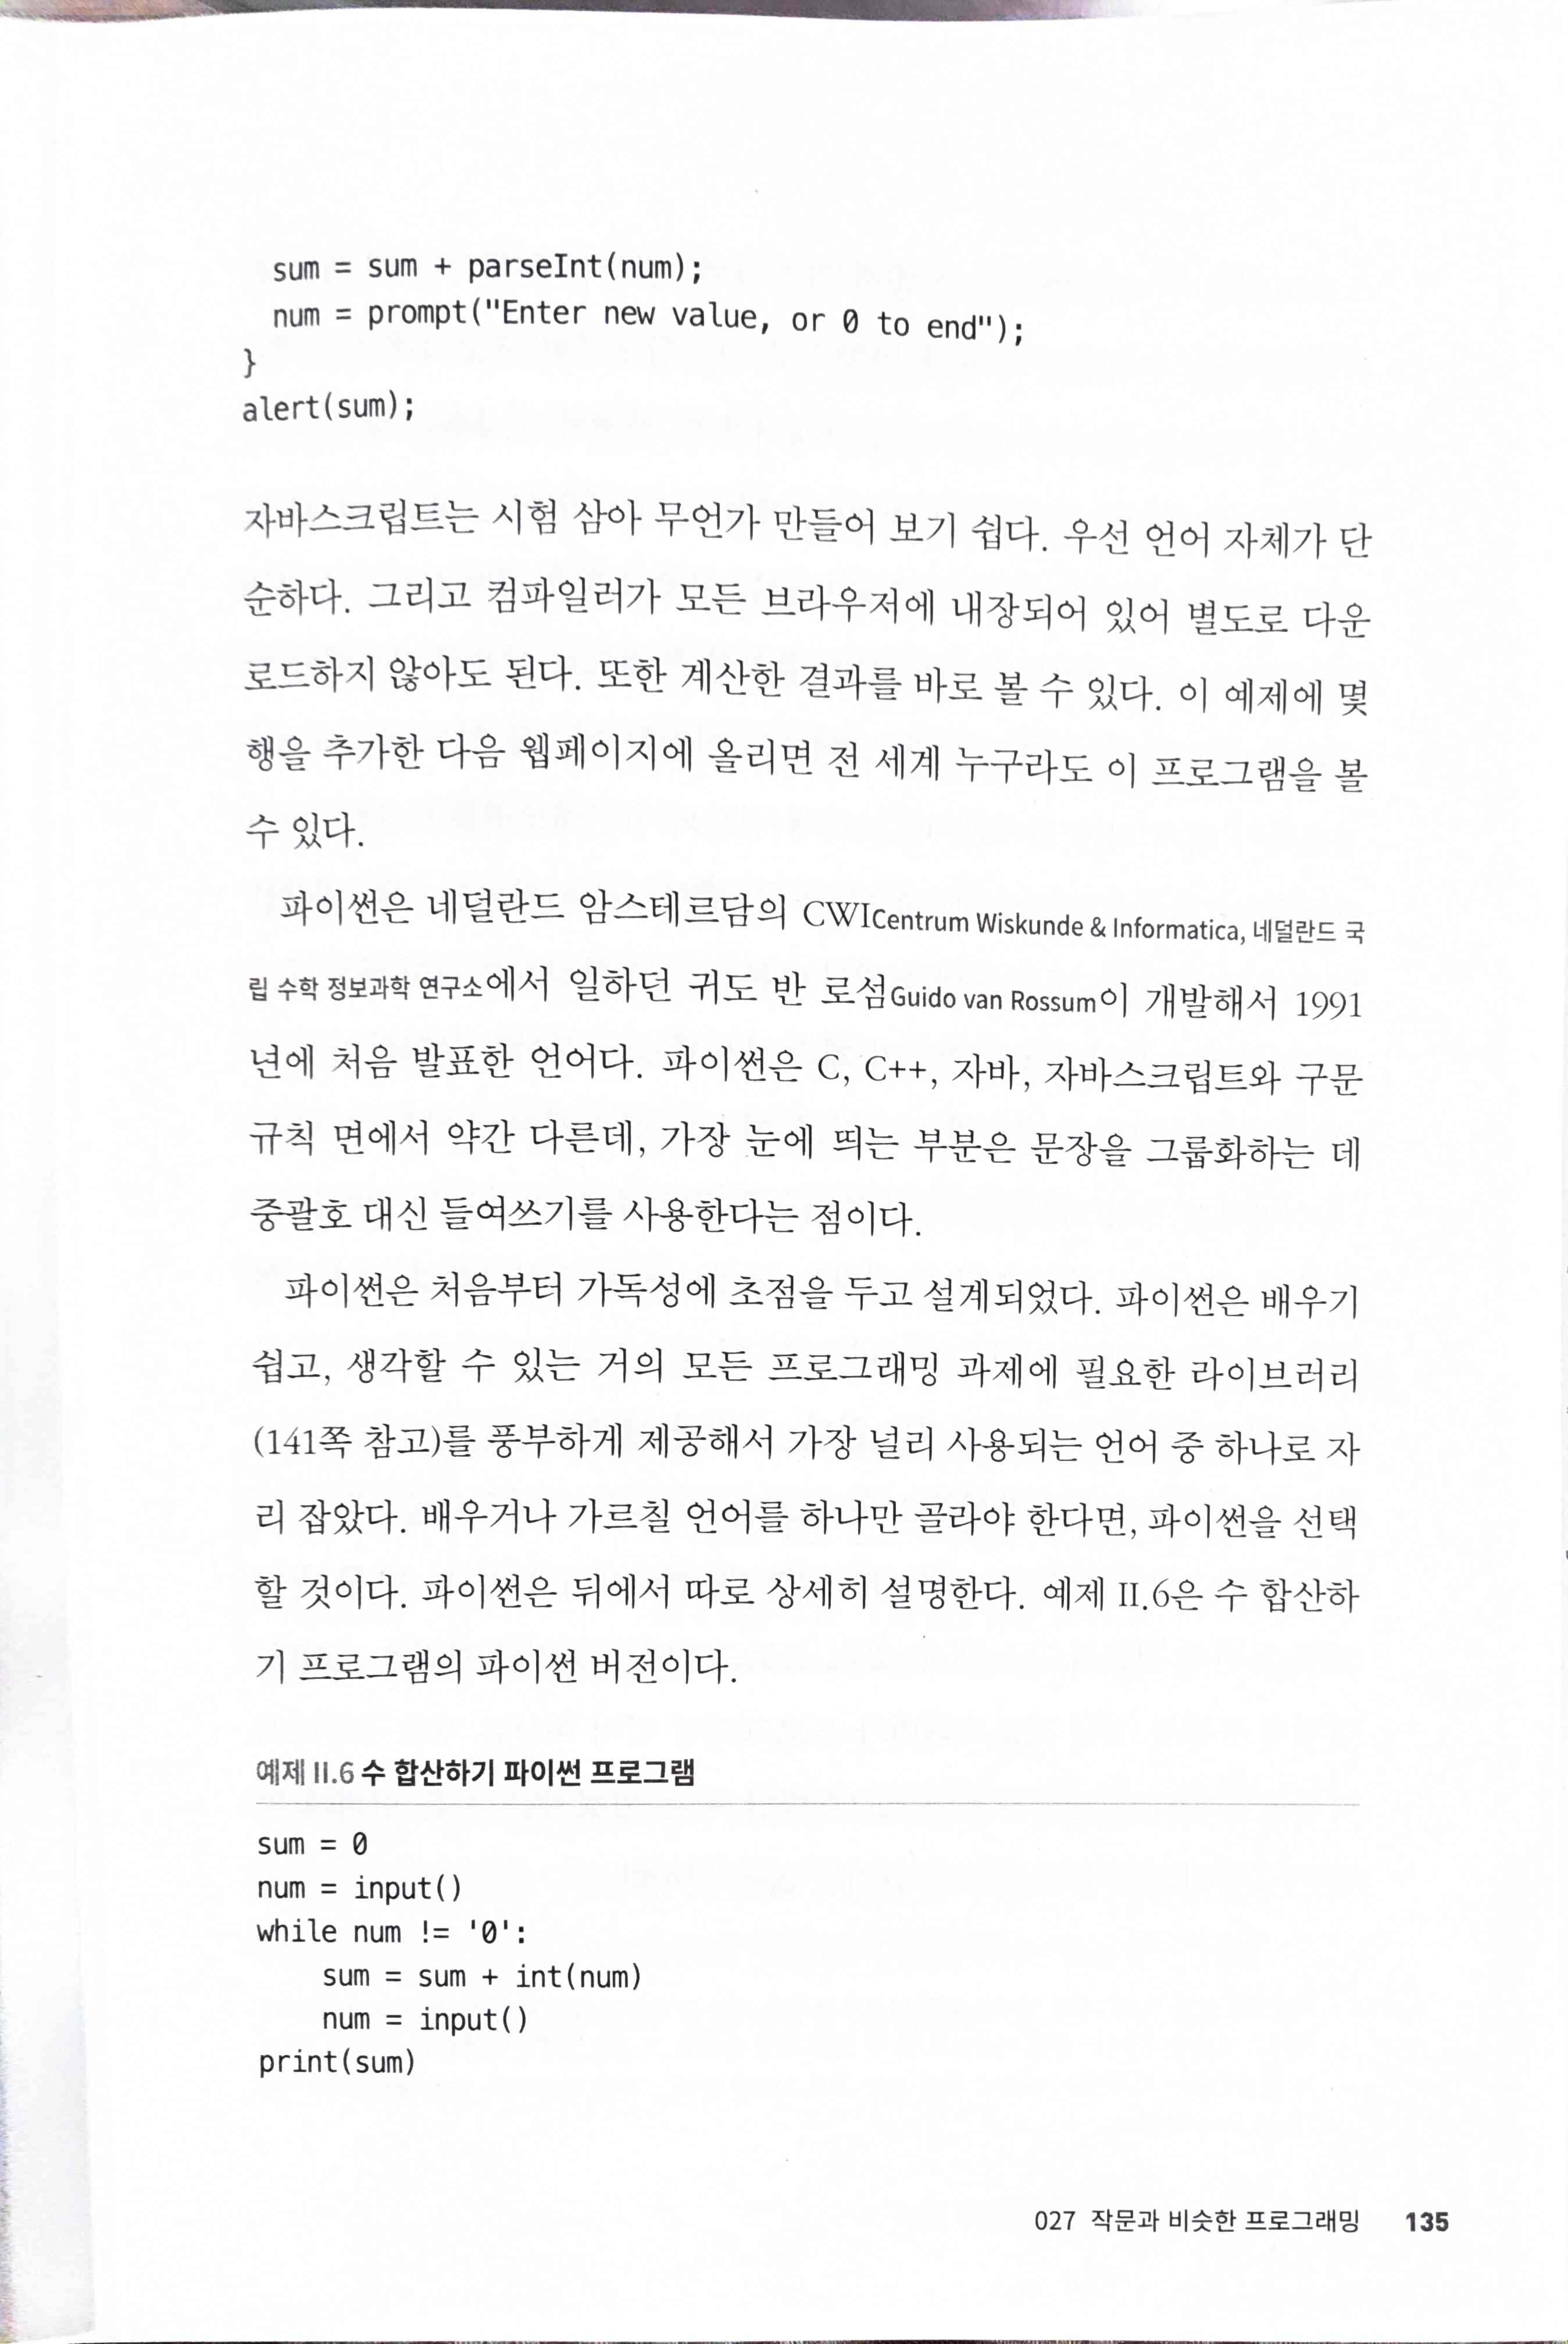 sum = sum + parseInt(num);
num = prompt("Enter new value, or 0 to end");
}
alert(sum);
자바스크립트는 시험 삼아 무언가 만들어 보기 쉽다. 우선 언어 자체가 단
순하다. 그리고 컴파일러가 모든 브라우저에 내장되어 있어 별도로 다운
로드하지 않아도 된다. 또한 계산한 결과를 바로 볼 수 있다. 이 예제에 몇
행을 추가한 다음 웹페이지에 올리면 전 세계 누구라도 이 프로그램을 볼
수 있다.
파이썬은 네덜란드 암스테르담의 CWICentrum Wiskunde & Informatica, 네덜란드 국
립 수학 정보과학 연구소에서 일하던 귀도 반 로섬Guido van Rossum이 개발해서 1991
년에 처음 발표한 언어다. 파이썬은 C, C++, 자바, 자바스크립트와 구문
규칙 면에서 약간 다른데, 가장 눈에 띄는 부분은 문장을 그룹화하는 데
중괄호 대신 들여쓰기를 사용한다는 점이다.
파이썬은 처음부터 가독성에 초점을 두고 설계되었다. 파이썬은 배우기
쉽고, 생각할 수 있는 거의 모든 프로그래밍 과제에 필요한 라이브러리
(141쪽 참고)를 풍부하게 제공해서 가장 널리 사용되는 언어 중 하나로 자
리 잡았다. 배우거나 가르칠 언어를 하나만 골라야 한다면, 파이썬을 선택
할 것이다. 파이썬은 뒤에서 따로 상세히 설명한다. 예제 II.6은 수 합산하
기 프로그램의 파이썬 버전이다.
예제 II.6 수 합산하기 파이썬 프로그램
sum = 0
num = input()
while num != '0':
    sum = sum + int(num)
    num = input()
print(sum)
027 작문과 비슷한 프로그래밍 135